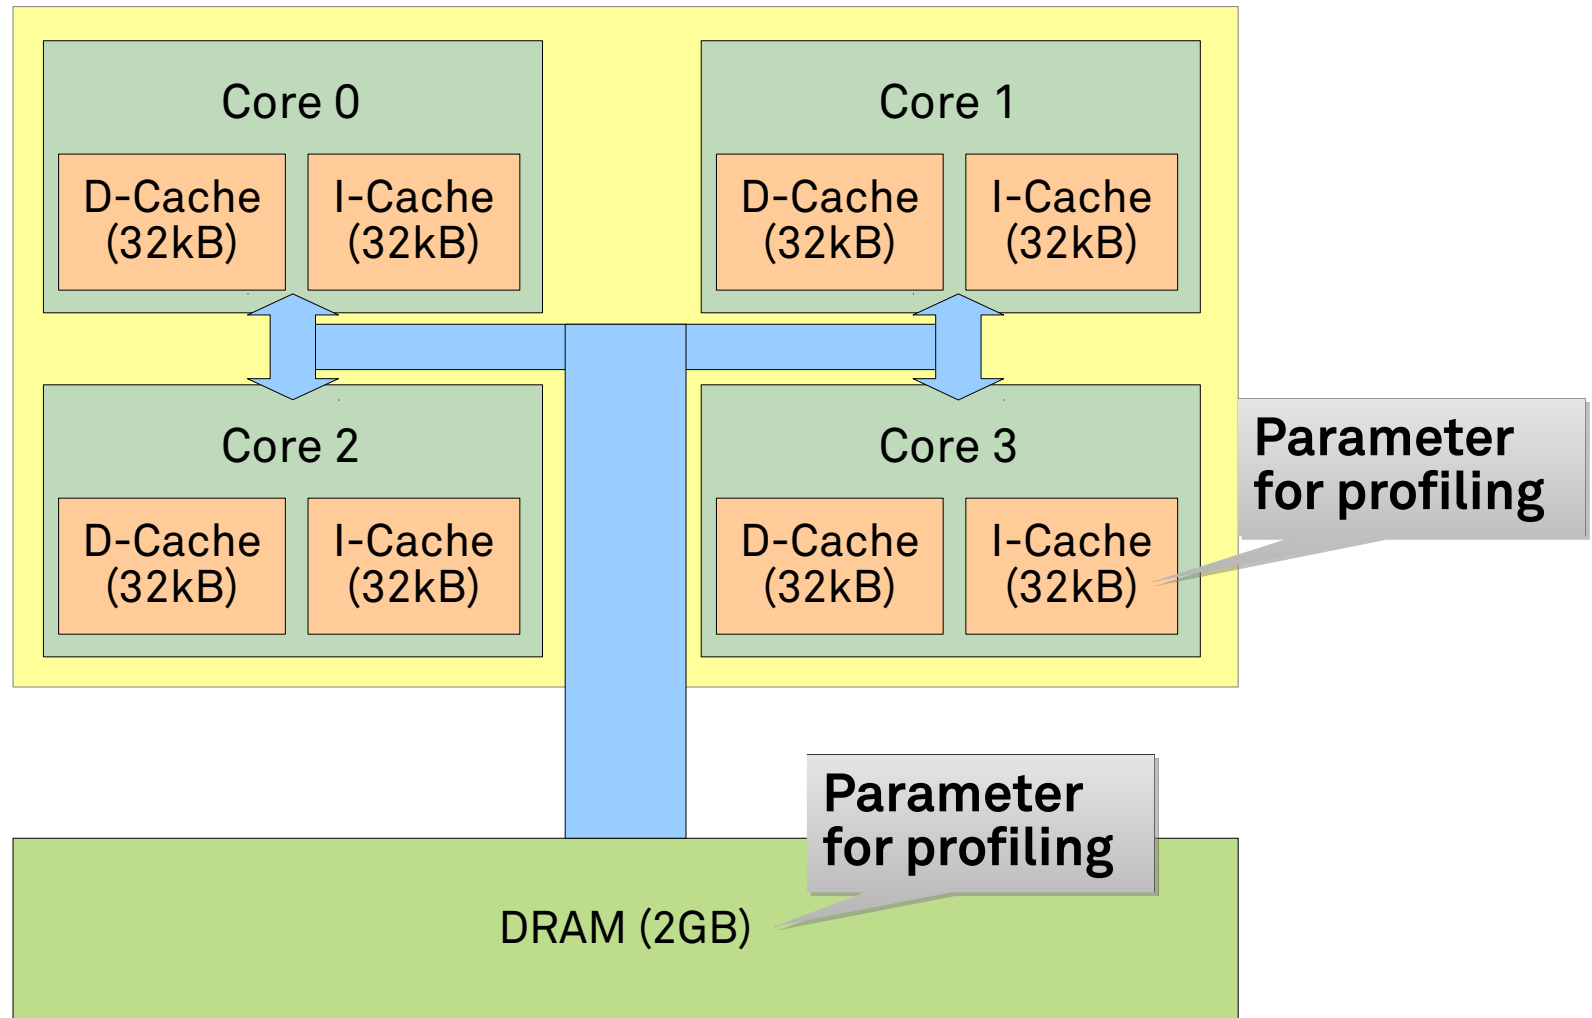 Core 0
D-Cache
(32kB)
I-Cache
(32kB)
Core 1
D-Cache
(32kB)
I-Cache
(32kB)
Core 2
D-Cache
(32kB)
I-Cache
(32kB)
Core 3
D-Cache
(32kB)
I-Cache
(32kB)
Parameter
for profiling
Parameter
for profiling
DRAM (2GB)